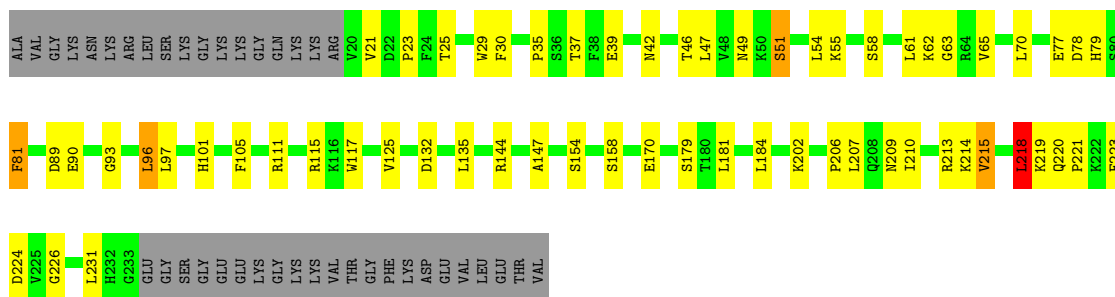 ALA VAL GLY LYS ASN LYS ARG LEU SER LYS GLY LYS LYS GLY GLN LYS LYS ARG V20 V21 D22 P23 F24 T25 W29 F30 P35 S36 T37 F38 E39 N42 T46 L47 V48 N49 K50 S51 L54 K55 S58 L61 K62 G63 R64 V65 L70 E77 D78 H79 S80
F81 D89 E90 G93 L96 L97 H101 F105 R111 R115 K116 W117 V125 D132 L135 R144 A147 S154 S158 E170 S179 T180 L181 L184 K202 P206 L207 Q208 N209 I210 R213 K214 V215 L218 K219 Q220 P221 K222
D224 V225 G226 L231 H232 G233 GLU GLY SER GLY GLU GLU LYS GLY LYS LYS VAL THR GLY PHE LYS ASP GLU VAL LEU GLU THR VAL